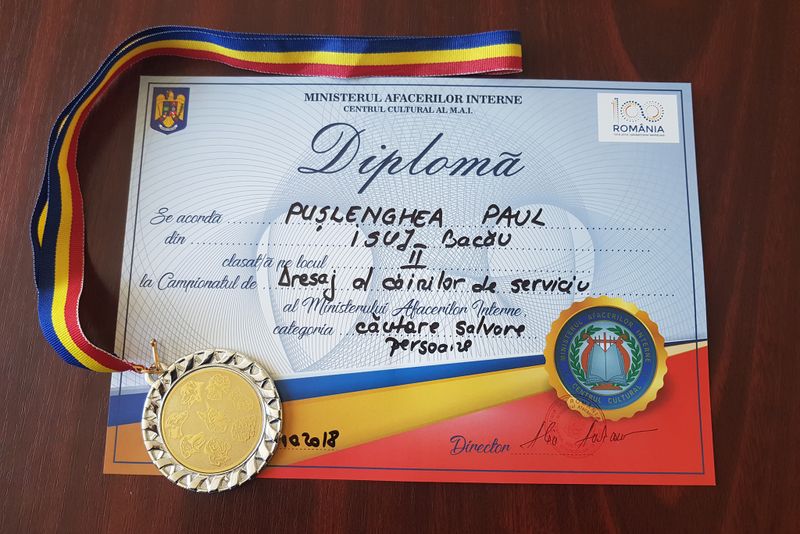 MINISTERUL AFACERILOR INTERNE
CENTRUL CULTURAL AL M.A.I.
100
ROMÂNIA
Diplomă
Se acordă PUȘLENGHEA PAUL
din ISUJ Bacău
clasat/ă pe locul II
la Campionatul de Dresaj al câinilor de serviciu
al Ministerului Afacerilor Interne,
categoria căutare salvare
persoane
MINISTERUL AFACERILOR INTERNE
CENTRUL CULTURAL
2018
Director